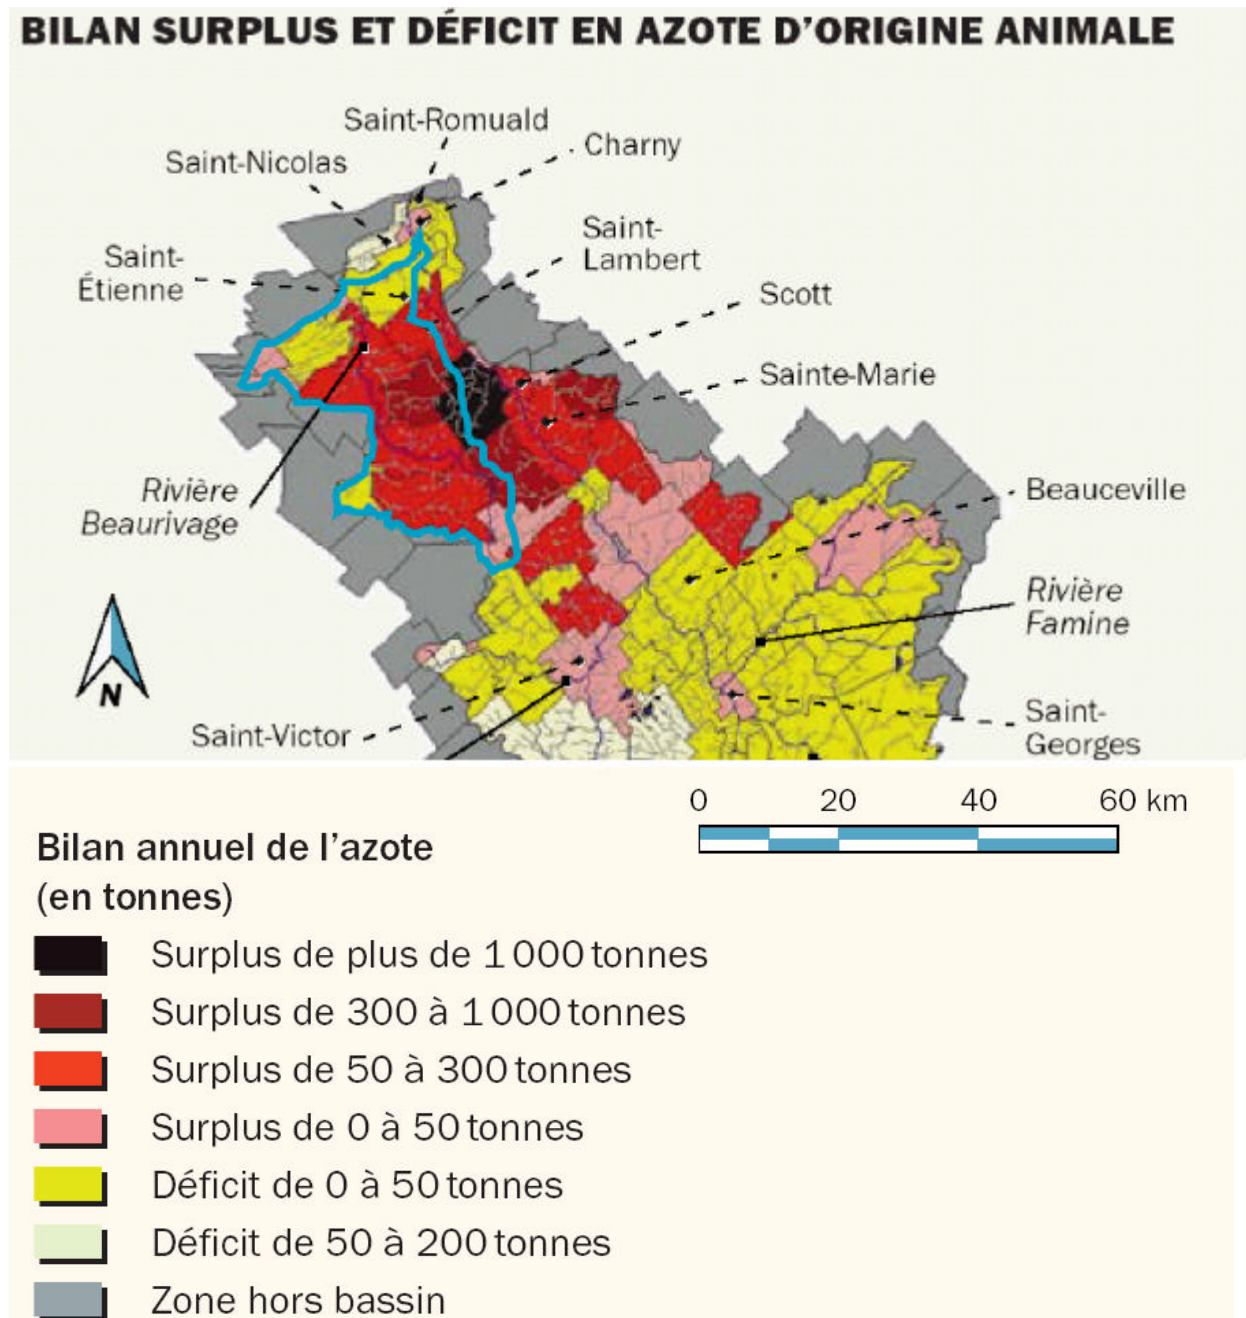 BILAN SURPLUS ET DÉFICIT EN AZOTE D'ORIGINE ANIMALE
Saint-Romuald
Charny
Saint-Nicolas
Saint-
Lambert
Saint-
Étienne
Scott
Sainte-Marie
Rivière
Beaurivage
Beauceville
Rivière
Famine
N
Saint-Victor
Saint-
Georges
0 20 40 60 km
Bilan annuel de l'azote
(en tonnes)
Surplus de plus de 1 000 tonnes
Surplus de 300 à 1 000 tonnes
Surplus de 50 à 300 tonnes
Surplus de 0 à 50 tonnes
Déficit de 0 à 50 tonnes
Déficit de 50 à 200 tonnes
Zone hors bassin